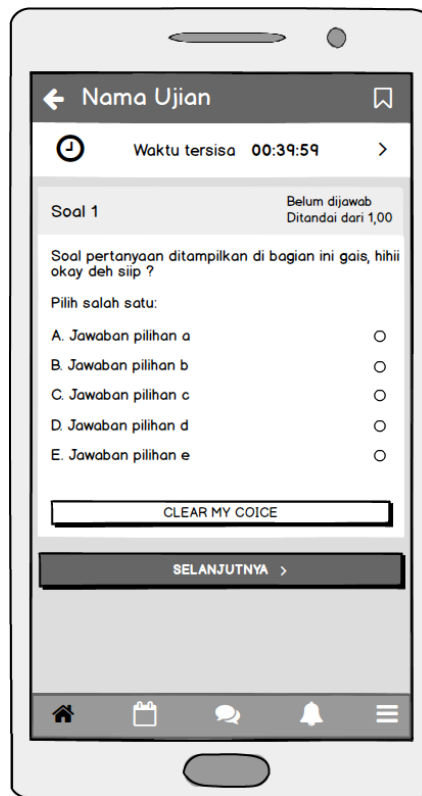 Nama Ujian
Waktu tersisa 00:39:59
Soal 1
Belum dijawab
Ditandai dari 1,00
Soal pertanyaan ditampilkan di bagian ini gais, hihii
okay deh siip ?
Pilih salah satu:
A. Jawaban pilihan a
B. Jawaban pilihan b
C. Jawaban pilihan c
D. Jawaban pilihan d
E. Jawaban pilihan e
CLEAR MY COICE
SELANJUTNYA >